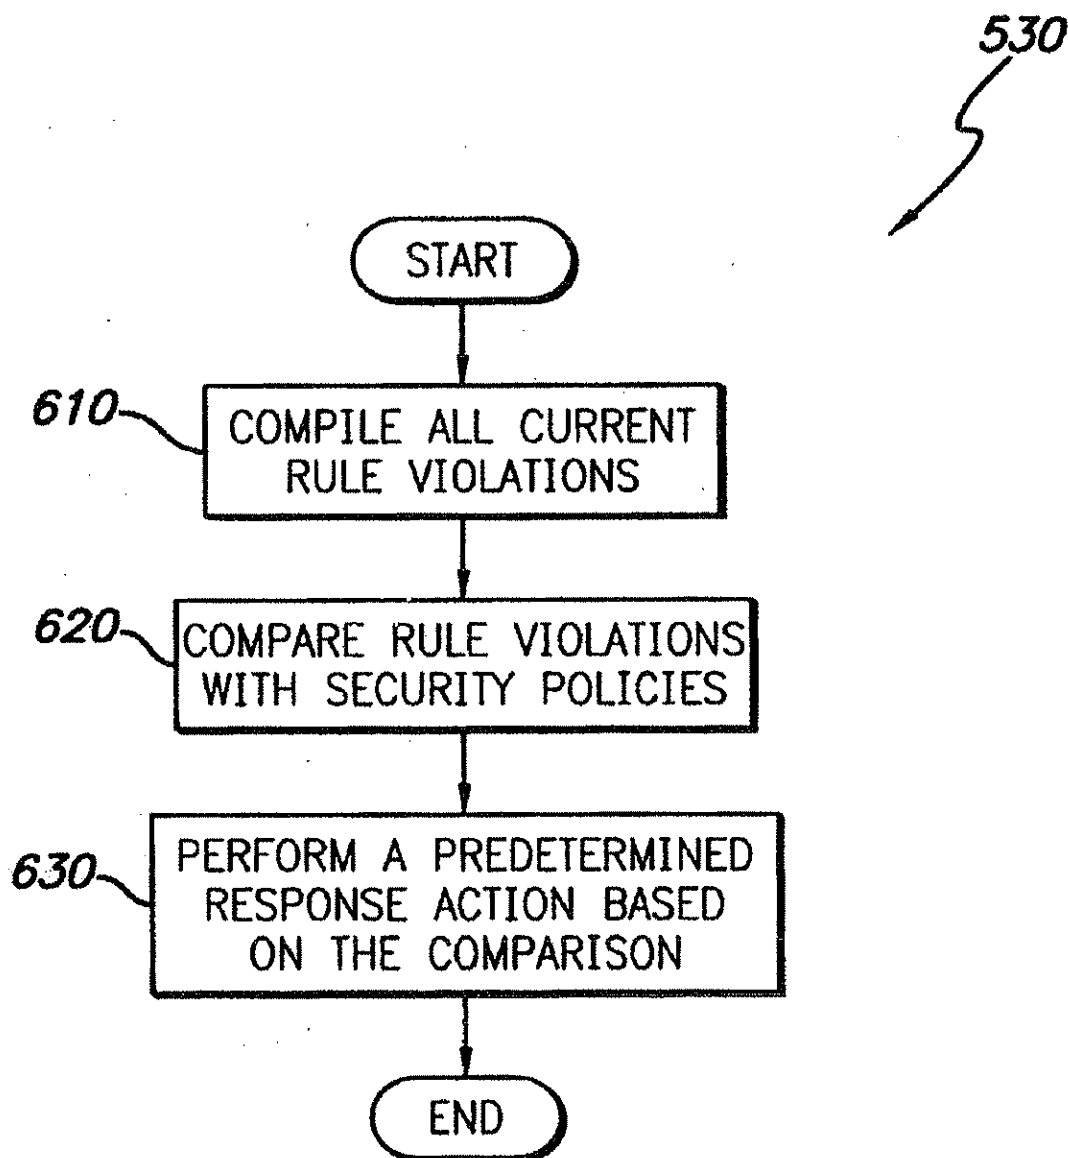 530
START
610
COMPILE ALL CURRENT
RULE VIOLATIONS
620
COMPARE RULE VIOLATIONS
WITH SECURITY POLICIES
630
PERFORM A PREDETERMINED
RESPONSE ACTION BASED
ON THE COMPARISON
END